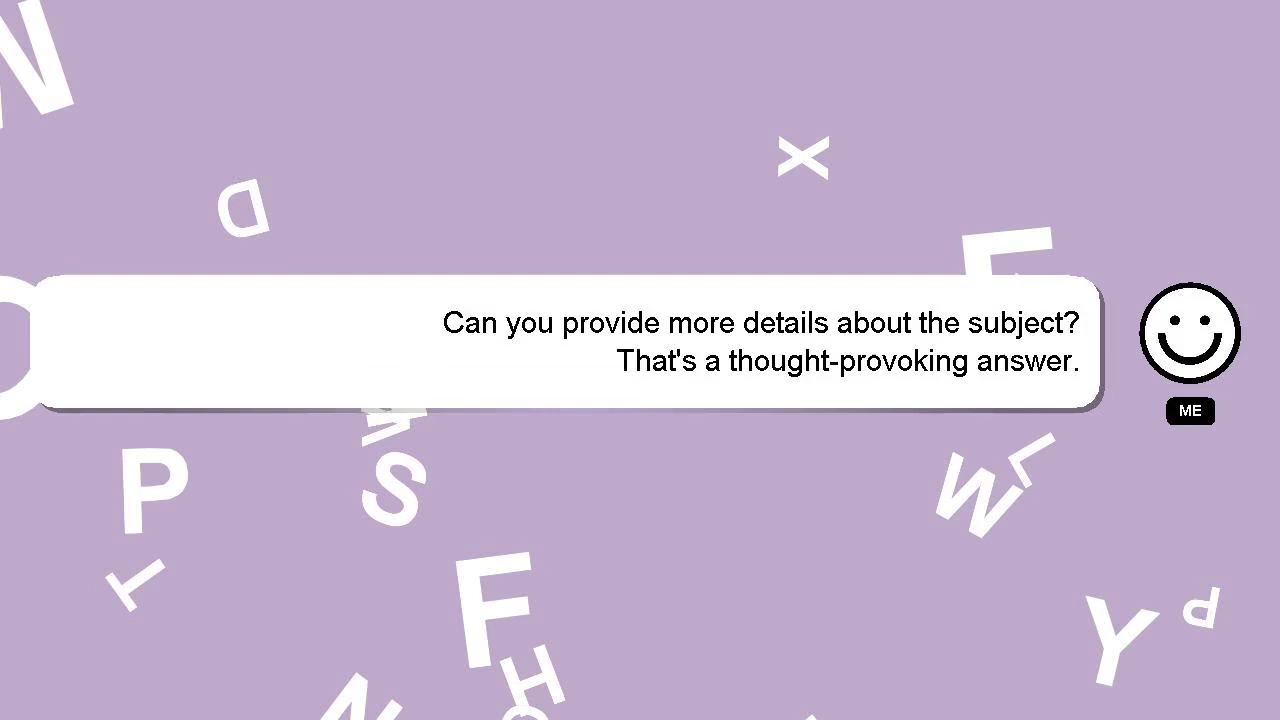 N
D
X
Can you provide more details about the subject?
That's a thought-provoking answer.
ME
P
S
L
W
T
F
Y
P
H
N